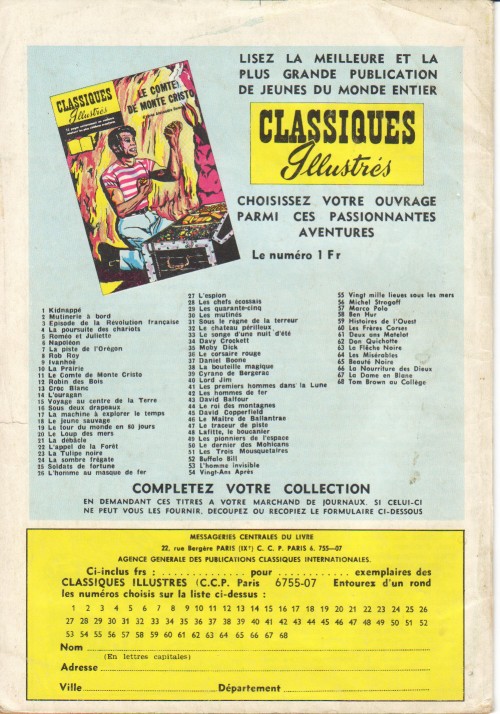 LISEZ LA MEILLEURE ET LA
PLUS GRANDE PUBLICATION
DE JEUNES DU MONDE ENTIER
CLASSIQUES
Illustrés
LE COMTE
DE MONTE CRISTO
CLASSIQUES
Illustrés
CHOISISSEZ VOTRE OUVRAGE
PARMI CES PASSIONNANTES
AVENTURES
Le numéro 1 Fr
1 Kidnappé
2 Mutinerie à bord
3 Episode de la Révolution française
4 La poursuite des chariots
5 Roméo et Juliette
6 Napoléon
7 La piste de l'Orégon
8 Rob Roy
9 Ivanhoë
10 La Prairie
11 Le Comte de Monte Cristo
12 Robin des Bois
13 Croc Blanc
14 L'ouragan
15 Voyage au centre de la Terre
16 Sous deux drapeaux
17 La machine à explorer le temps
18 Le jeune sauvage
19 Le tour du monde en 80 jours
20 Le Loup des mers
21 La débâcle
22 L'appel de la Forêt
23 La Tulipe noire
24 La sombre frégate
25 Soldats de fortune
26 L'homme au masque de fer
27 L'espion
28 Les chefs écossais
29 Les quarante-cinq
30 Les mutinés
31 Sous le règne de la terreur
32 Le chateau périlleux
33 Le songe d'une nuit d'été
34 Davy Crockett
35 Moby Dick
36 Le corsaire rouge
37 Daniel Boone
38 La bouteille magique
39 Cyrano de Bergerac
40 Lord Jim
41 Les premiers hommes dans la Lune
42 Les hommes de fer
43 David Balfour
44 Le roi des montagnes
45 David Copperfield
46 Le Maître de Ballantrae
47 Le traceur de piste
48 Lafitte, le boucanier
49 Les pionniers de l'espace
50 Le dernier des Mohicans
51 Les Trois Mousquetaires
52 Buffalo Bill
53 L'homme invisible
54 Vingt-Ans Après
55 Vingt mille lieues sous les mers
56 Michel Strogoff
57 Marco Polo
58 Ben Hur
59 Histoires de l'Ouest
60 Les Frères Corses
61 Deux ans Matelot
62 Don Quichotte
63 La Flèche Noire
64 Les Misérables
65 Beauté Noire
66 La Nourriture des Dieux
67 La Dame en Blanc
68 Tom Brown au Collège
COMPLETEZ VOTRE COLLECTION
EN DEMANDANT CES TITRES A VOTRE MARCHAND DE JOURNAUX. SI CELUI-CI
NE PEUT VOUS LES FOURNIR, DECOUPEZ OU RECOPIEZ LE FORMULAIRE CI-DESSOUS
MESSAGERIES CENTRALES DU LIVRE
22, rue Bergère PARIS (IXe) C. C. P. PARIS 6. 755—07
AGENCE GENERALE DES PUBLICATIONS CLASSIQUES INTERNATIONALES.
Ci-inclus frs : .............. pour ............ exemplaires des
CLASSIQUES ILLUSTRES (C.C.P. Paris 6755-07 Entourez d'un rond
les numéros choisis sur la liste ci-dessus :
1 2 3 4 5 6 7 8 9 10 11 12 13 14 15 16 17 18 19 20 21 22 23 24 25 26
27 28 29 30 31 32 33 34 35 36 37 38 39 40 41 42 43 44 45 46 47 48 49 50 51 52
53 54 55 56 57 58 59 60 61 62 63 64 65 66 67 68
Nom
(En lettres capitales)
Adresse
Ville Département